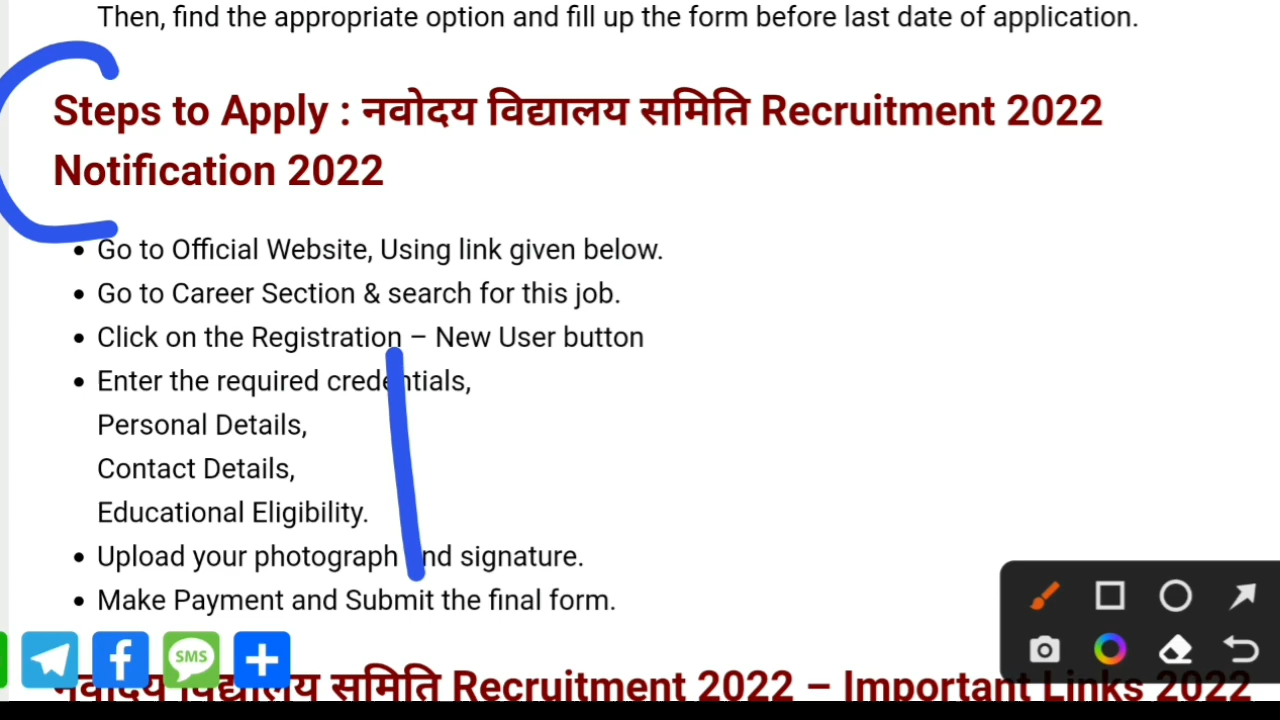 Then, find the appropriate option and fill up the form before last date of application.
Steps to Apply : नवोदय विद्यालय समिति Recruitment 2022
Notification 2022
Go to Official Website, Using link given below.
Go to Career Section & search for this job.
Click on the Registration – New User button
Enter the required credentials,
Personal Details,
Contact Details,
Educational Eligibility.
Upload your photograph and signature.
Make Payment and Submit the final form.
SMS
नवोदय विद्यालय समिति Recruitment 2022 – Important Links 2022